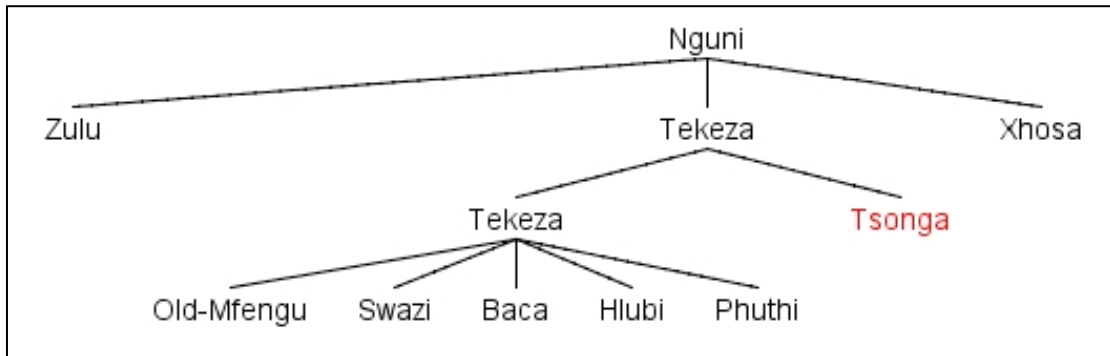 Nguni
Zulu Tekeza Xhosa
Tekeza Tsonga
Old-Mfengu Swazi Baca Hlubi Phuthi